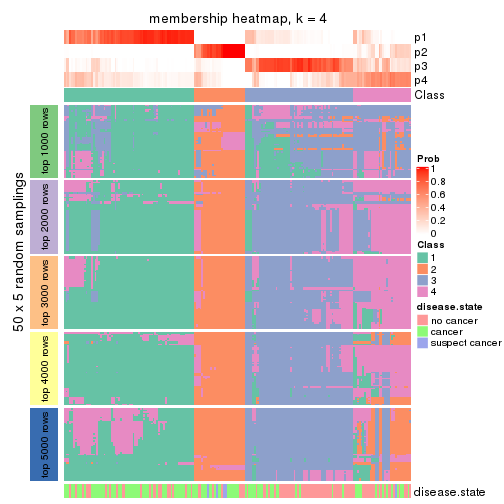 membership heatmap, k = 4
p1
p2
p3
p4
Class
50 x 5 random samplings
top 1000 rows
top 2000 rows
top 3000 rows
top 4000 rows
top 5000 rows
disease.state
Prob
1
0.8
0.6
0.4
0.2
0
Class
1
2
3
4
disease.state
no cancer
cancer
suspect cancer